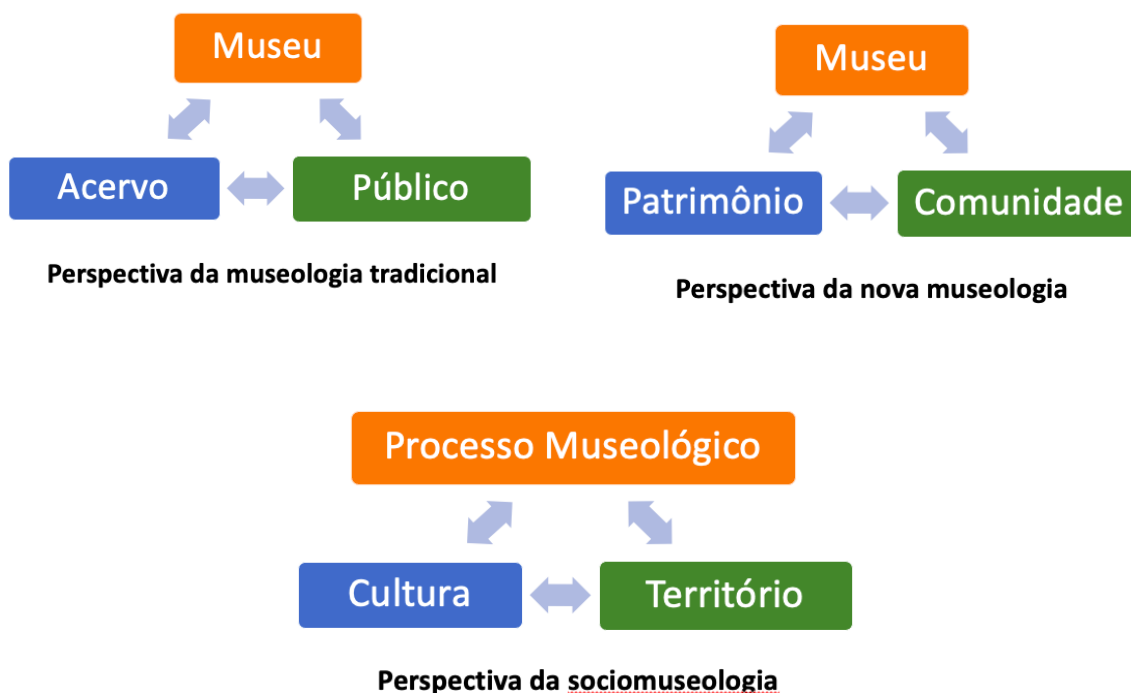 Museu
Acervo
Público
Perspectiva da museologia tradicional
Museu
Patrimônio
Comunidade
Perspectiva da nova museologia
Processo Museológico
Cultura
Território
Perspectiva da sociomuseologia